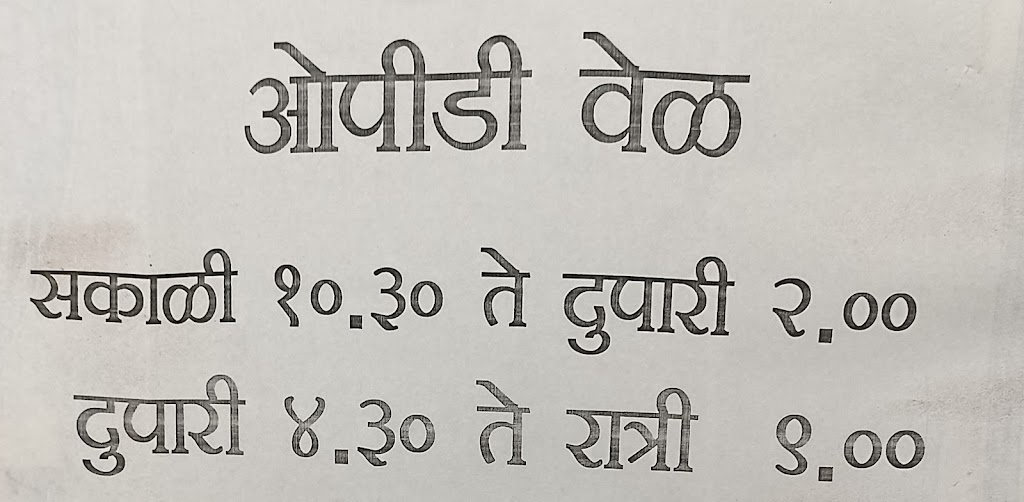 ओपीडी वेळ
सकाळी १०.३० ते दुपारी २.००
दुपारी ४.३० ते रात्री ९.००